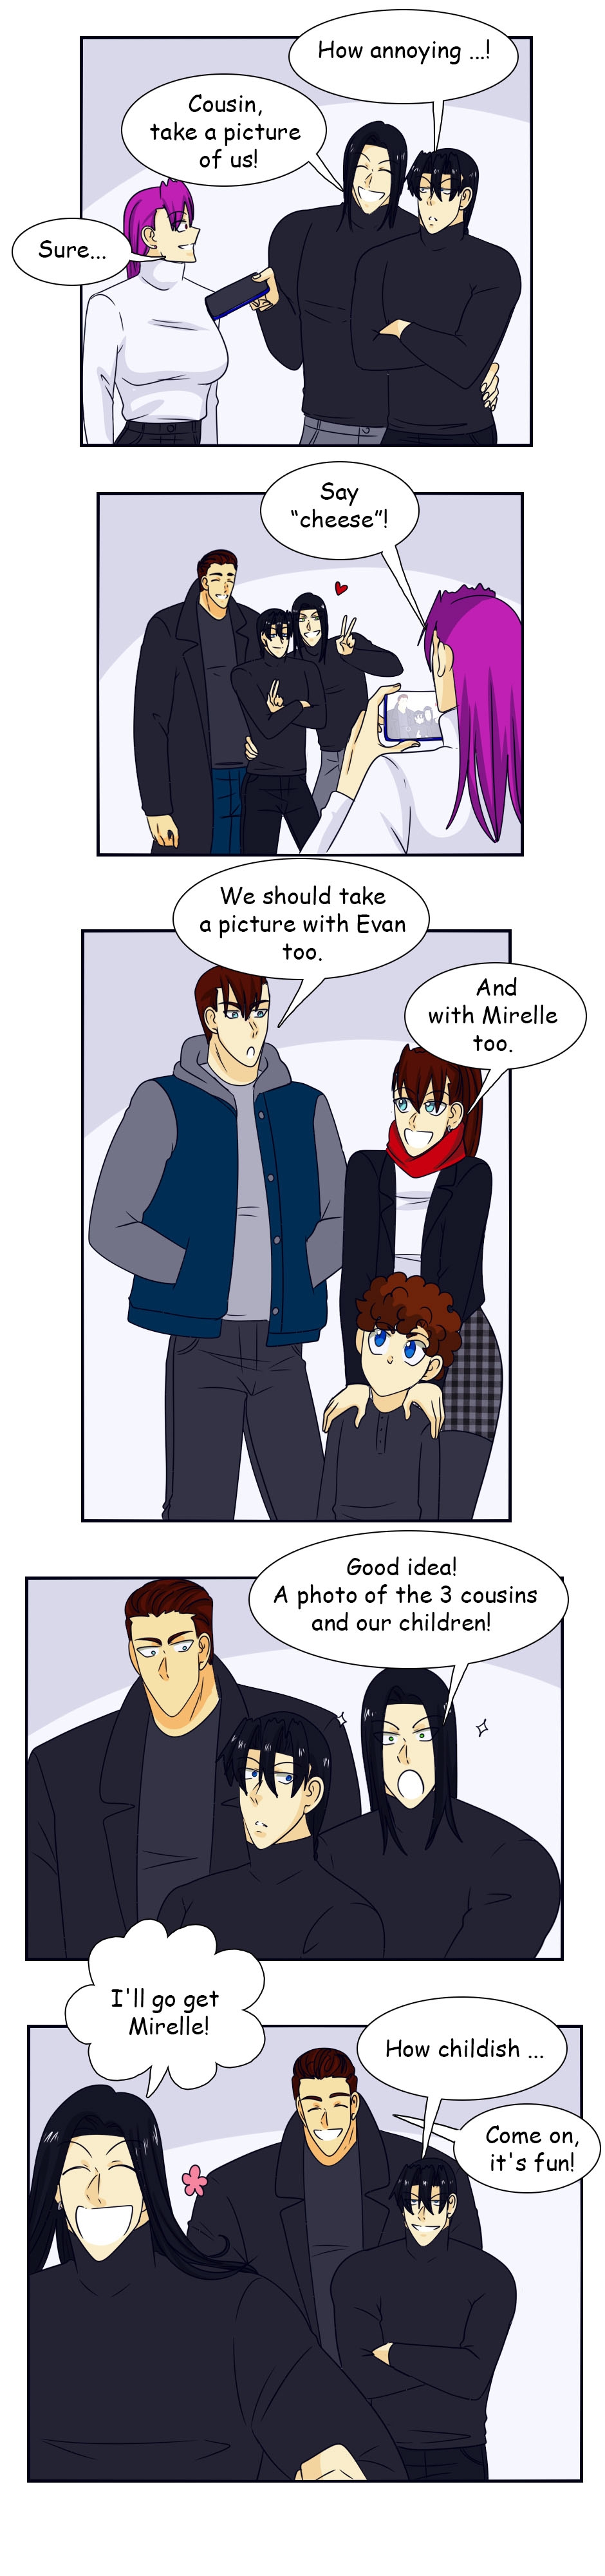 How annoying ...!
Cousin,
take a picture
of us!
Sure...
Say
“cheese”!
We should take
a picture with Evan
too.
And
with Mirelle
too.
Good idea!
A photo of the 3 cousins
and our children!
I'll go get
Mirelle!
How childish ...
Come on,
it's fun!